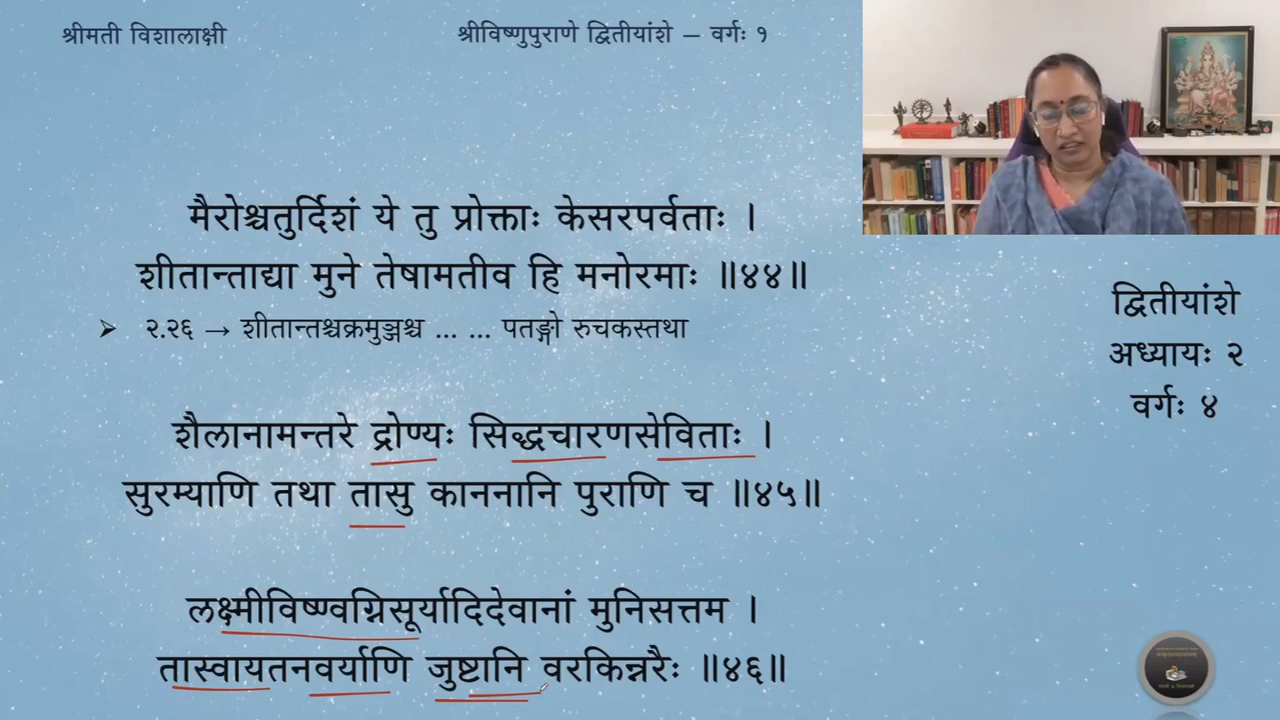 श्रीमती विशालाक्षी
श्रीविष्णुपुराणे द्वितीयांशे – वर्गः १
मैरोश्चतुर्दिशं ये तु प्रोक्ताः केसरपर्वताः ।
शीतान्ताद्या मुने तेषामतीव हि मनोरमाः ॥४४॥
➢ २.२६ → शीतान्तश्चक्रमुञ्जश्च ... ... पतङ्गो रुचकस्तथा
शैलानामन्तरे द्रोण्यः सिद्धचारणसेविताः ।
सुरम्याणि तथा तासु काननानि पुराणि च ॥४५॥
लक्ष्मीविष्ण्वग्निसूर्यादिदेवानां मुनिसत्तम ।
तास्वायतनवर्याणि जुष्टानि वरकिन्नरैः ॥४६॥
द्वितीयांशे
अध्यायः २
वर्गः ४